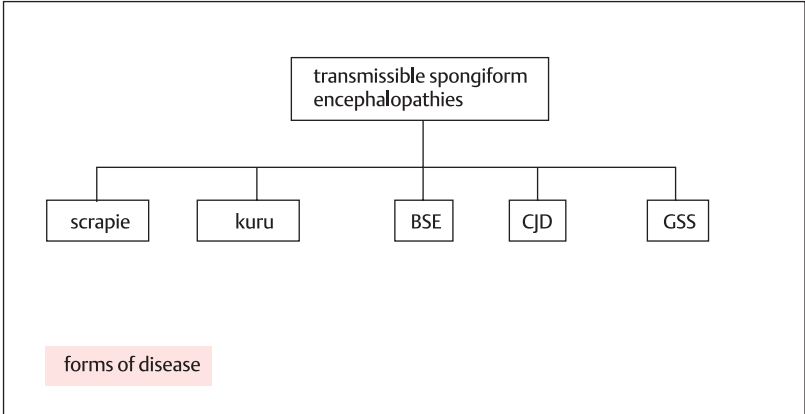 transmissible spongiform
encephalopathies
scrapie
kuru
BSE
CJD
GSS
forms of disease